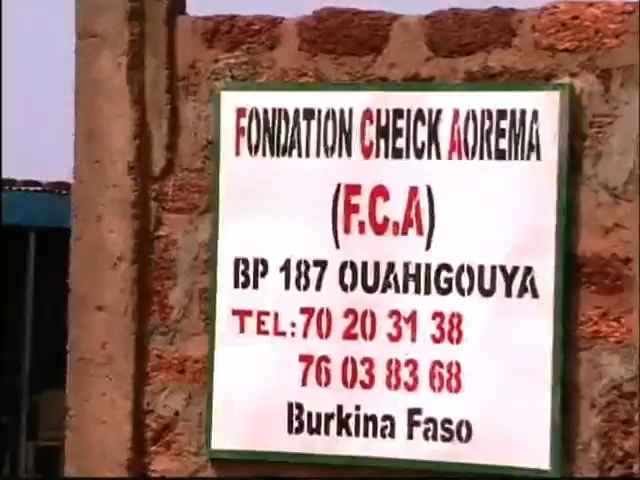 FONDATION CHEICK AOREMA
(F.C.A)
BP 187 OUAHIGOUYA
TEL: 70 20 31 38
76 03 83 68
Burkina Faso